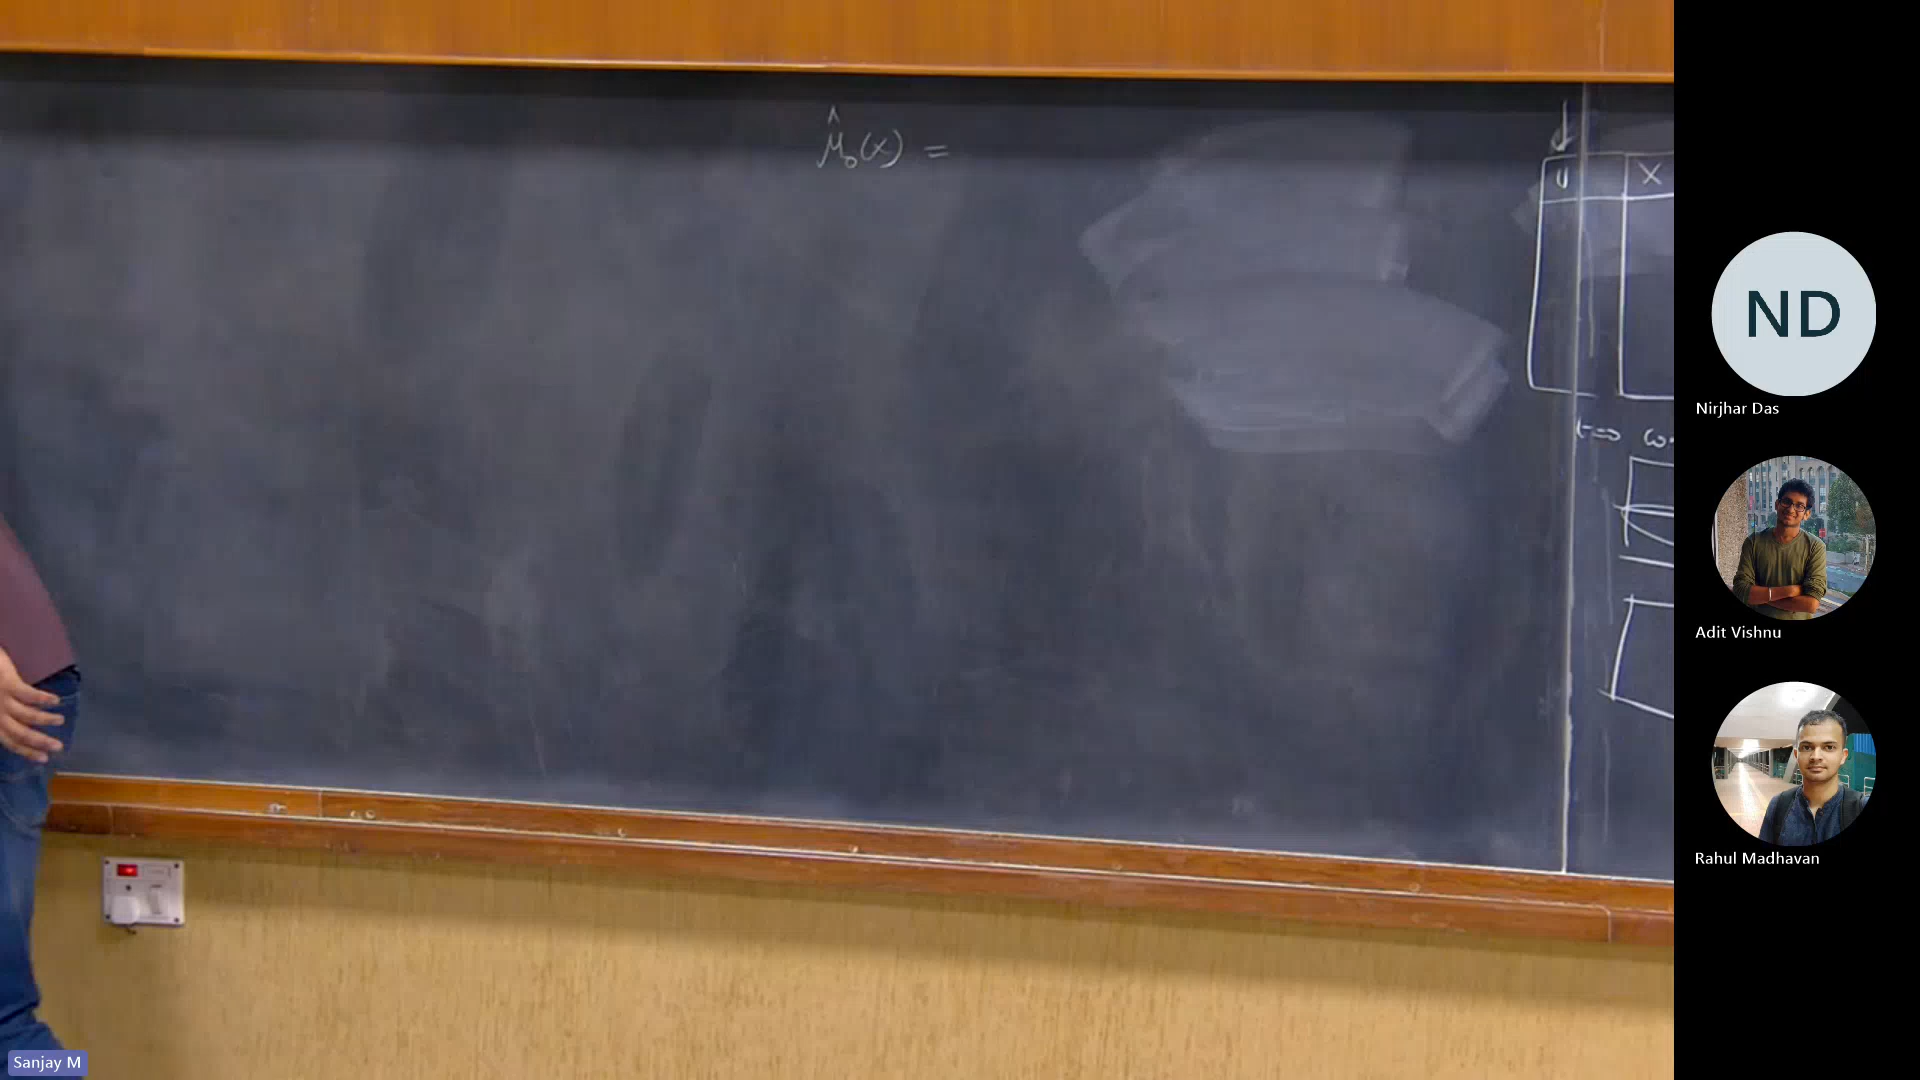 μ̂₀(x) =
X
ND
Nirjhar Das
Adit Vishnu
Rahul Madhavan
Sanjay M